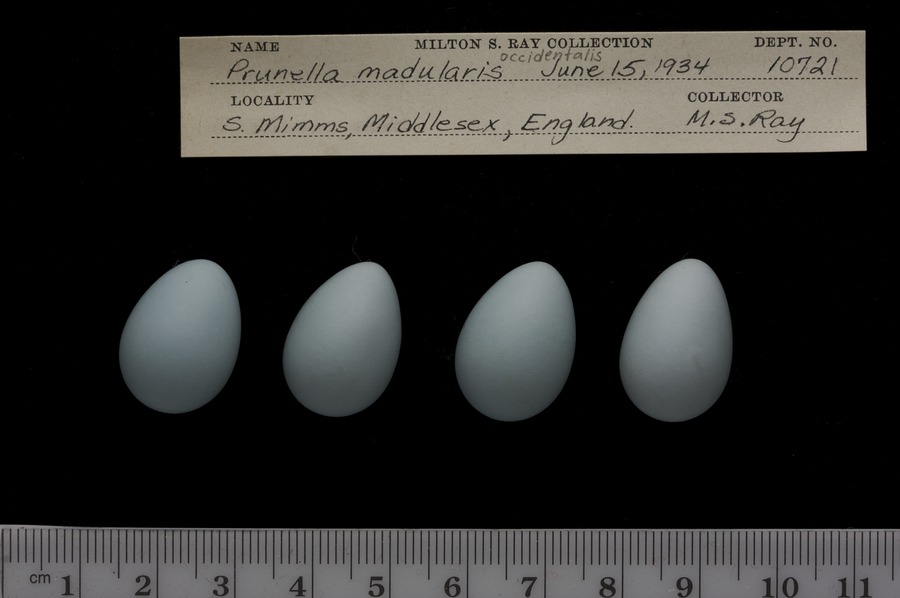 NAME MILTON S. RAY COLLECTION DEPT. NO.
occidentalis
Prunella madularis June 15, 1934 10721
LOCALITY COLLECTOR
S. Mimms, Middlesex, England. M.S. Ray
cm 1 2 3 4 5 6 7 8 9 10 11